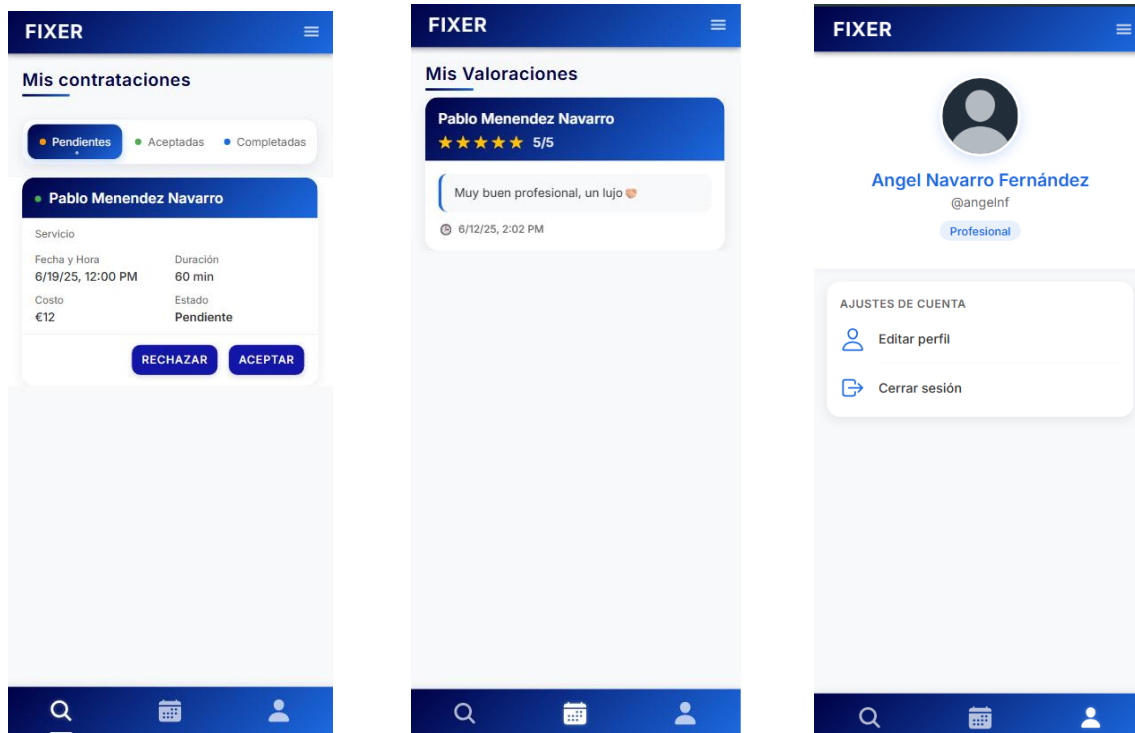 FIXER
Mis contrataciones
Pendientes
Aceptadas
Completadas
Pablo Menendez Navarro
Servicio
Fecha y Hora
Duración
6/19/25, 12:00 PM
60 min
Costo
Estado
€12
Pendiente
RECHAZAR
ACEPTAR
FIXER
Mis Valoraciones
Pablo Menendez Navarro
5/5
Muy buen profesional, un lujo
6/12/25, 2:02 PM
FIXER
Angel Navarro Fernández
@angelnf
Profesional
AJUSTES DE CUENTA
Editar perfil
Cerrar sesión